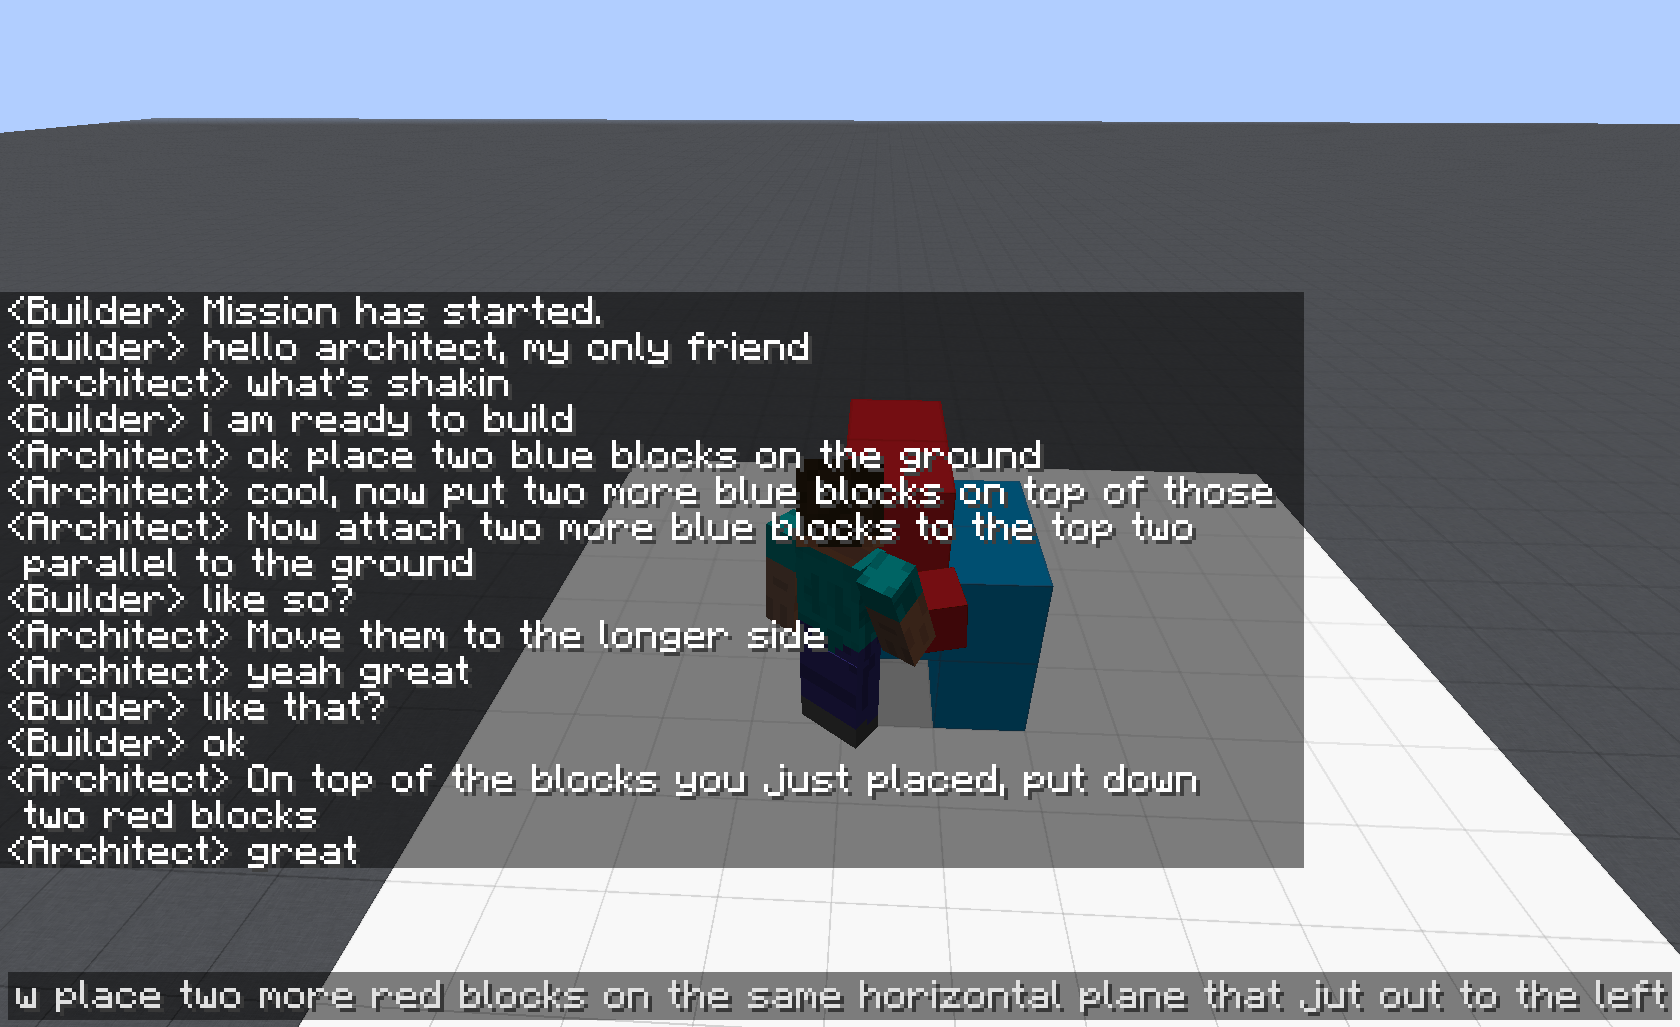 <Builder> Mission has started.
<Builder> hello architect, my only friend
<Architect> what's shakin
<Builder> i am ready to build
<Architect> ok place two blue blocks on the ground
<Architect> cool, now put two more blue blocks on top of those
<Architect> Now attach two more blue blocks to the top two
parallel to the ground
<Builder> like so?
<Architect> Move them to the longer side
<Architect> yeah great
<Builder> like that?
<Builder> ok
<Architect> On top of the blocks you just placed, put down
two red blocks
<Architect> great
w place two more red blocks on the same horizontal plane that jut out to the left